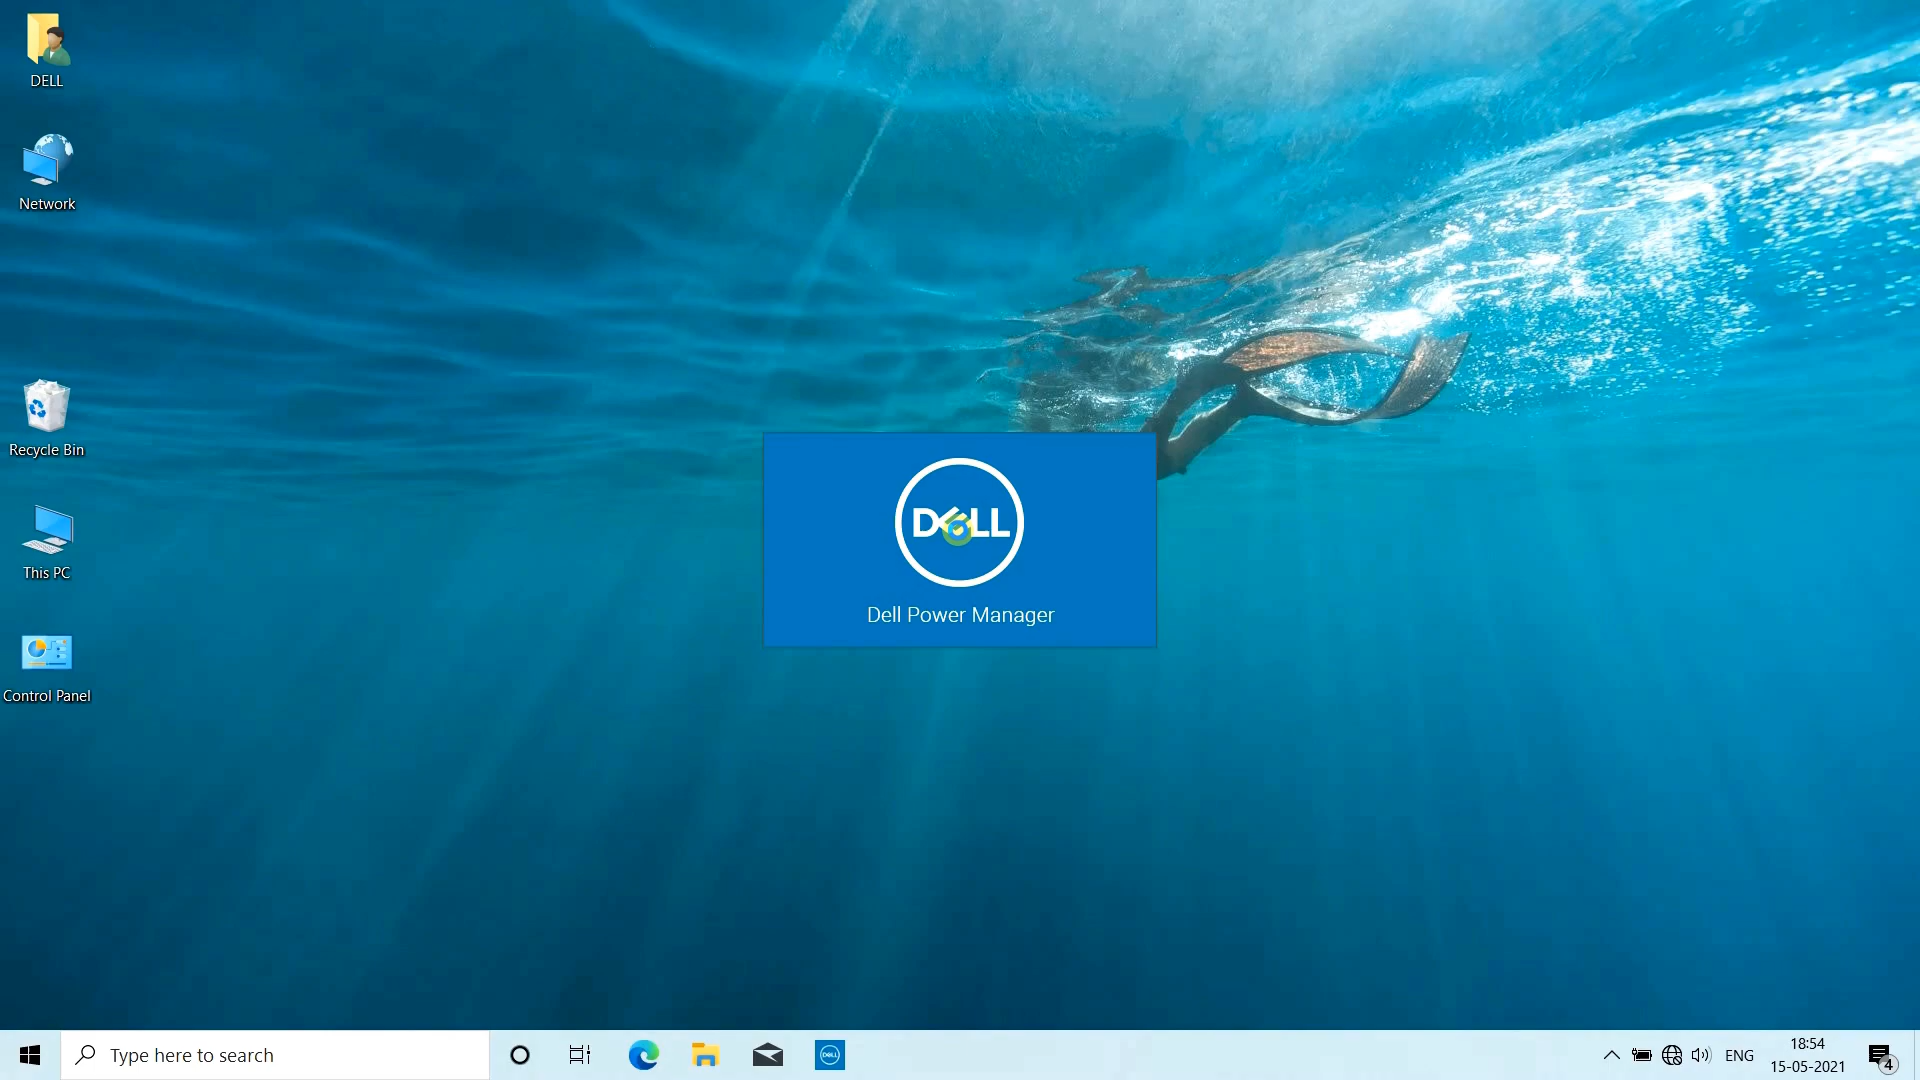 DELL
Network
Recycle Bin
This PC
Control Panel
DELL
Dell Power Manager
Type here to search
DELL
ENG
18:54
15-05-2021
4